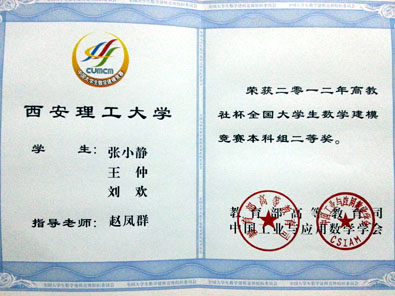 CUMCM
西安理工大学
学 生：张小静
王 仲
刘 欢
指导老师：赵凤群
荣获二〇一二年高教
社杯全国大学生数学建模
竞赛本科组二等奖。
教育部高等教育司
中国工业与应用数学学会
CSIAM